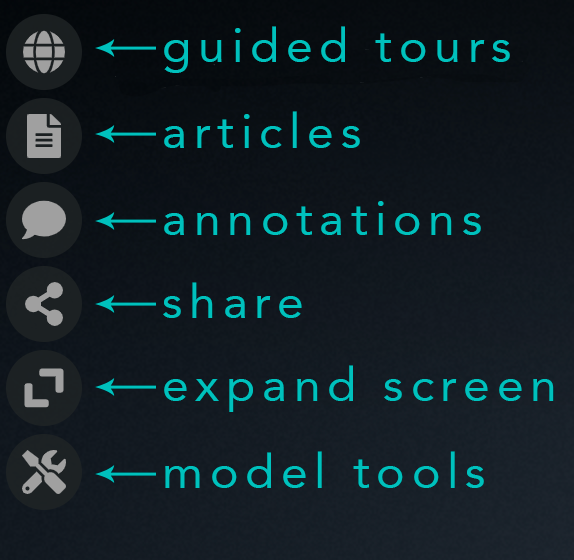 guided tours
articles
annotations
share
expand screen
model tools